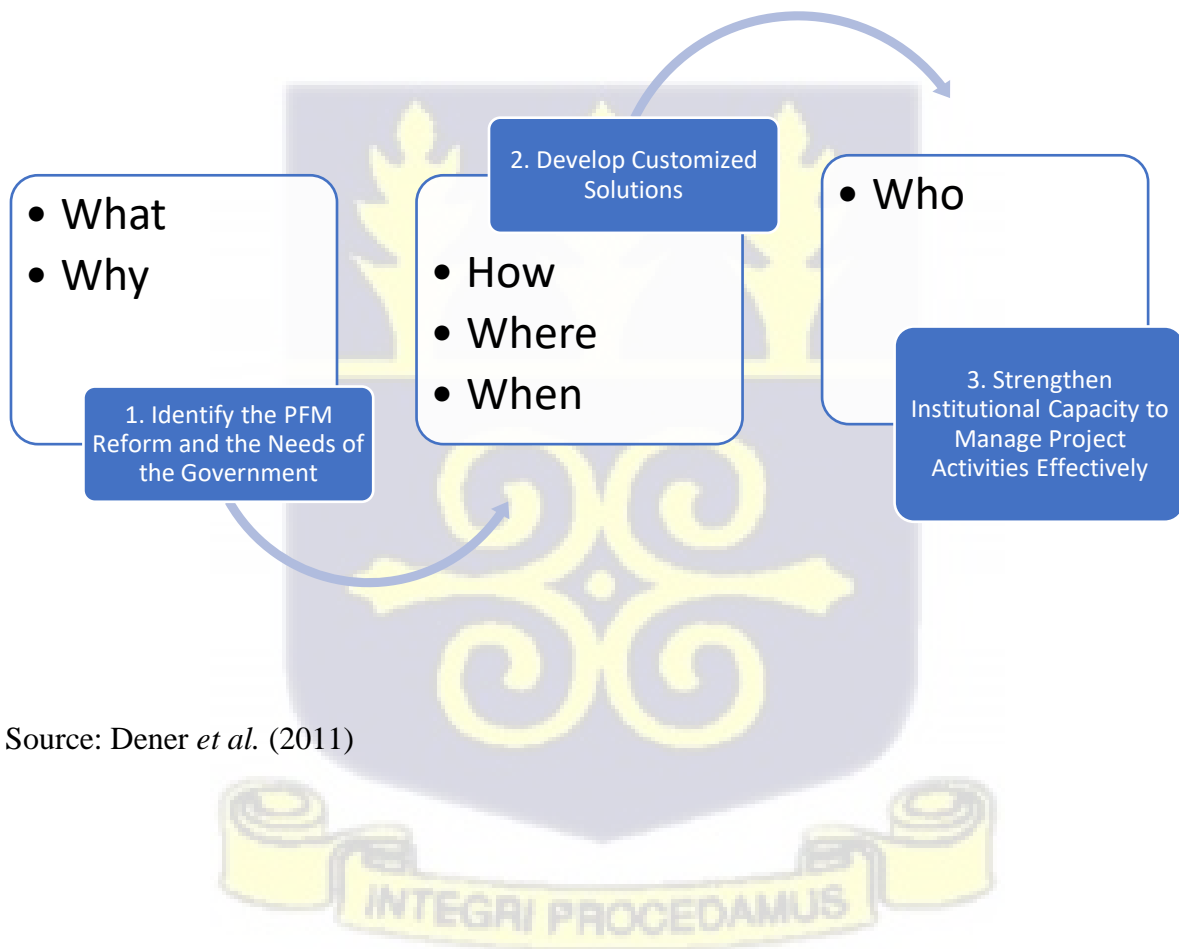 • What
• Why
1. Identify the PFM
Reform and the Needs of
the Government
2. Develop Customized
Solutions
• How
• Where
• When
• Who
3. Strengthen
Institutional Capacity to
Manage Project
Activities Effectively
Source: Dener et al. (2011)
INTEGRI PROCEDAMUS